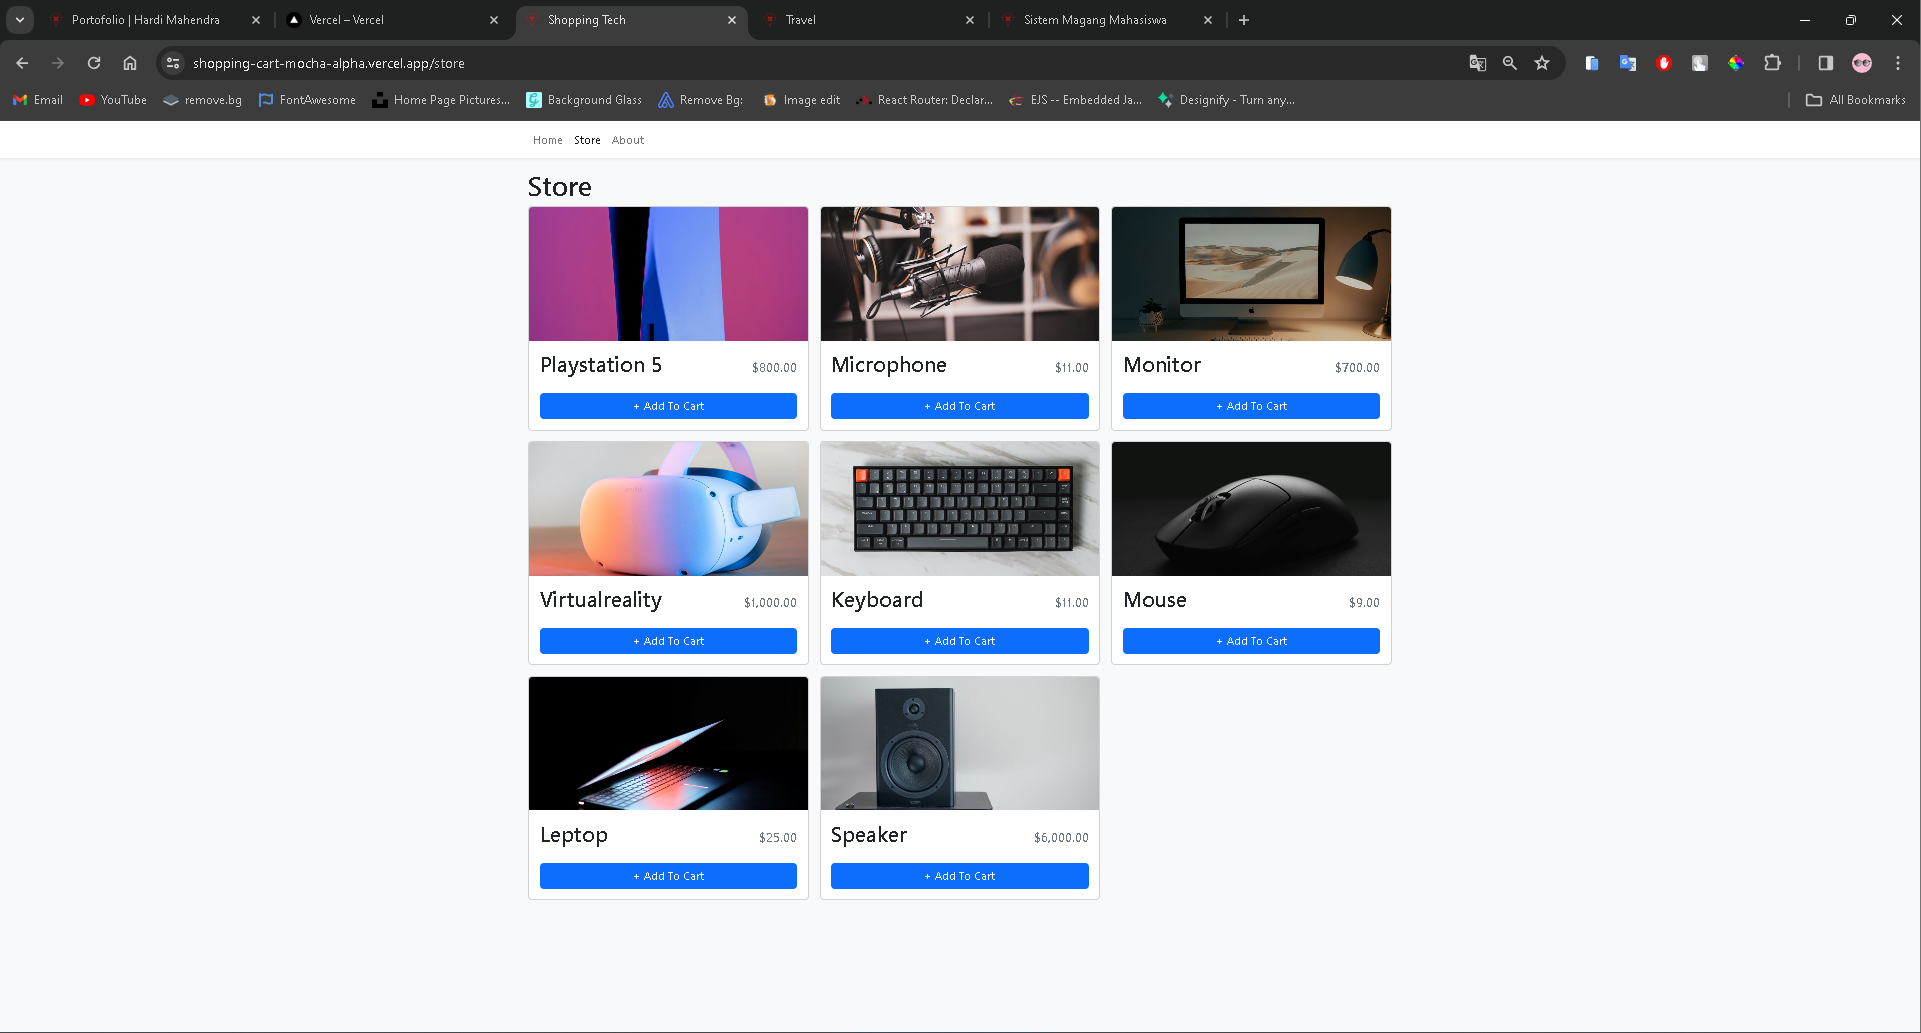 Portofolio | Hardi Mahendra
Vercel – Vercel
Shopping Tech
Travel
Sistem Magang Mahasiswa
shopping-cart-mocha-alpha.vercel.app/store
Email
YouTube
remove.bg
FontAwesome
Home Page Pictures...
Background Glass
Remove Bg:
Image edit
React Router: Declar...
EJS -- Embedded Ja...
Designify - Turn any...
All Bookmarks
Home Store About
Store
Playstation 5 $800.00
+ Add To Cart
Microphone $11.00
+ Add To Cart
Monitor $700.00
+ Add To Cart
Virtualreality $1,000.00
+ Add To Cart
Keyboard $11.00
+ Add To Cart
Mouse $9.00
+ Add To Cart
Leptop $25.00
+ Add To Cart
Speaker $6,000.00
+ Add To Cart